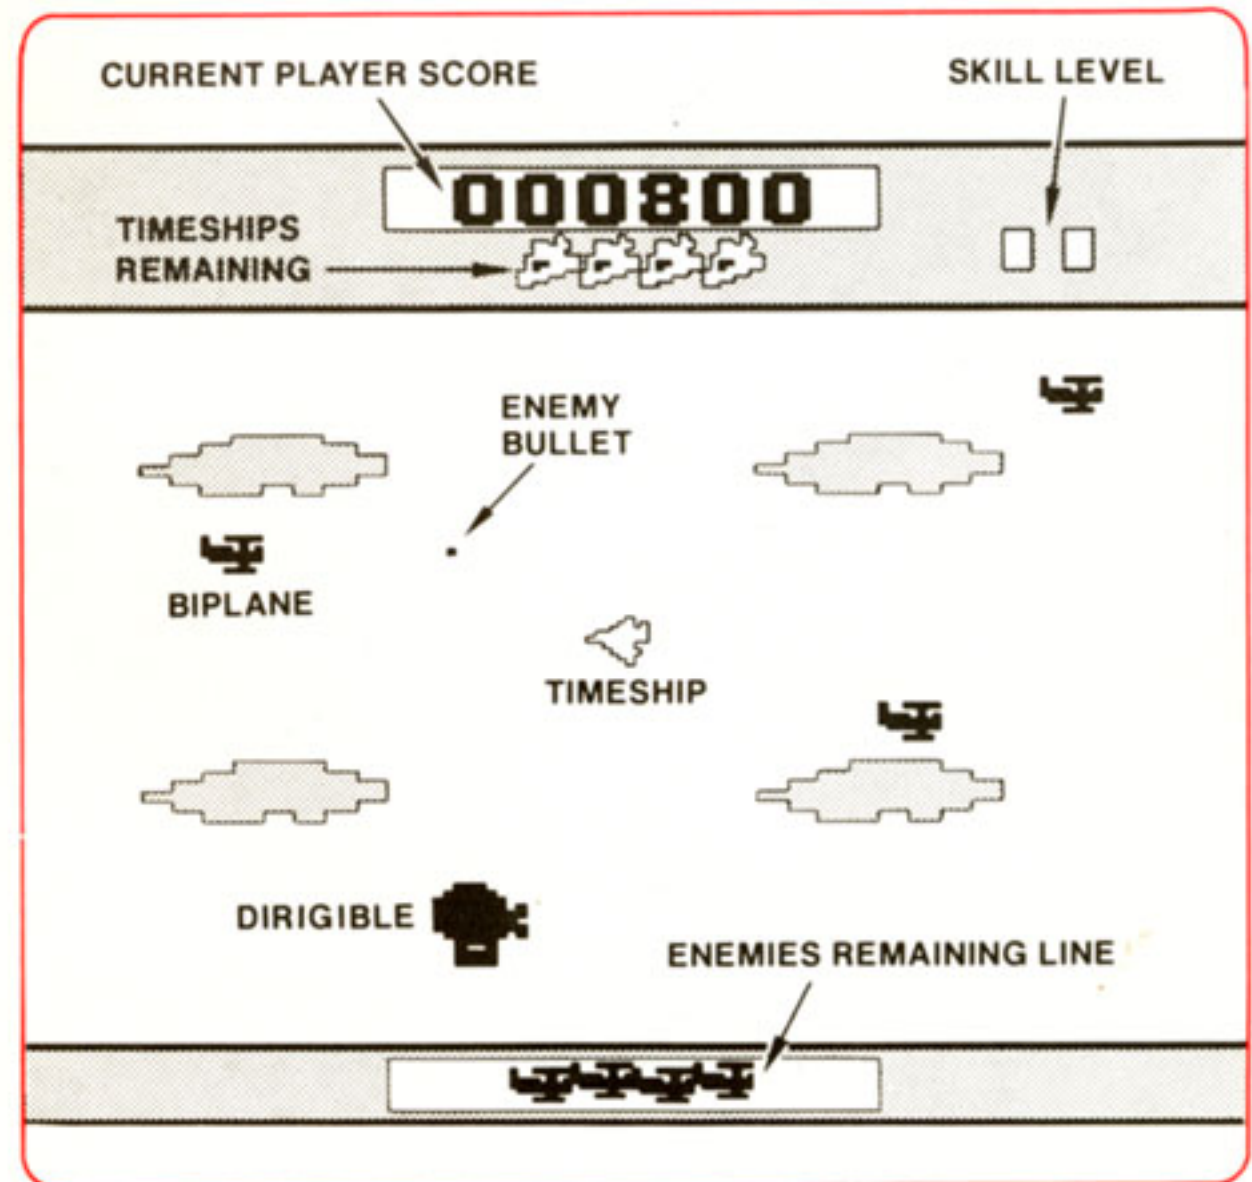 CURRENT PLAYER SCORE
SKILL LEVEL
000800
TIMESHIPS
REMAINING
ENEMY
BULLET
BIPLANE
TIMESHIP
DIRIGIBLE
ENEMIES REMAINING LINE